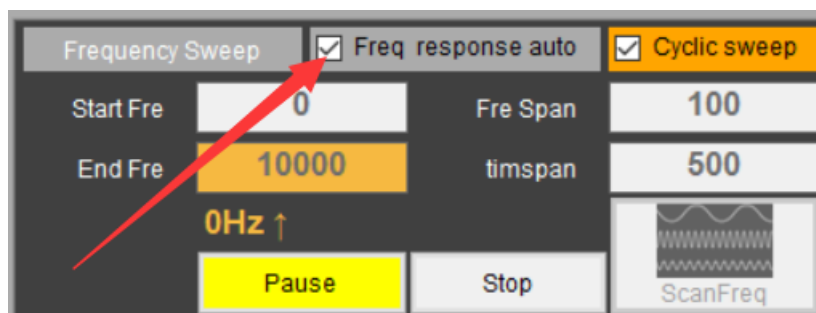 Frequency Sweep Freq response auto Cyclic sweep
Start Fre 0 Fre Span 100
End Fre 10000 timspan 500
0Hz ↑
Pause Stop ScanFreq